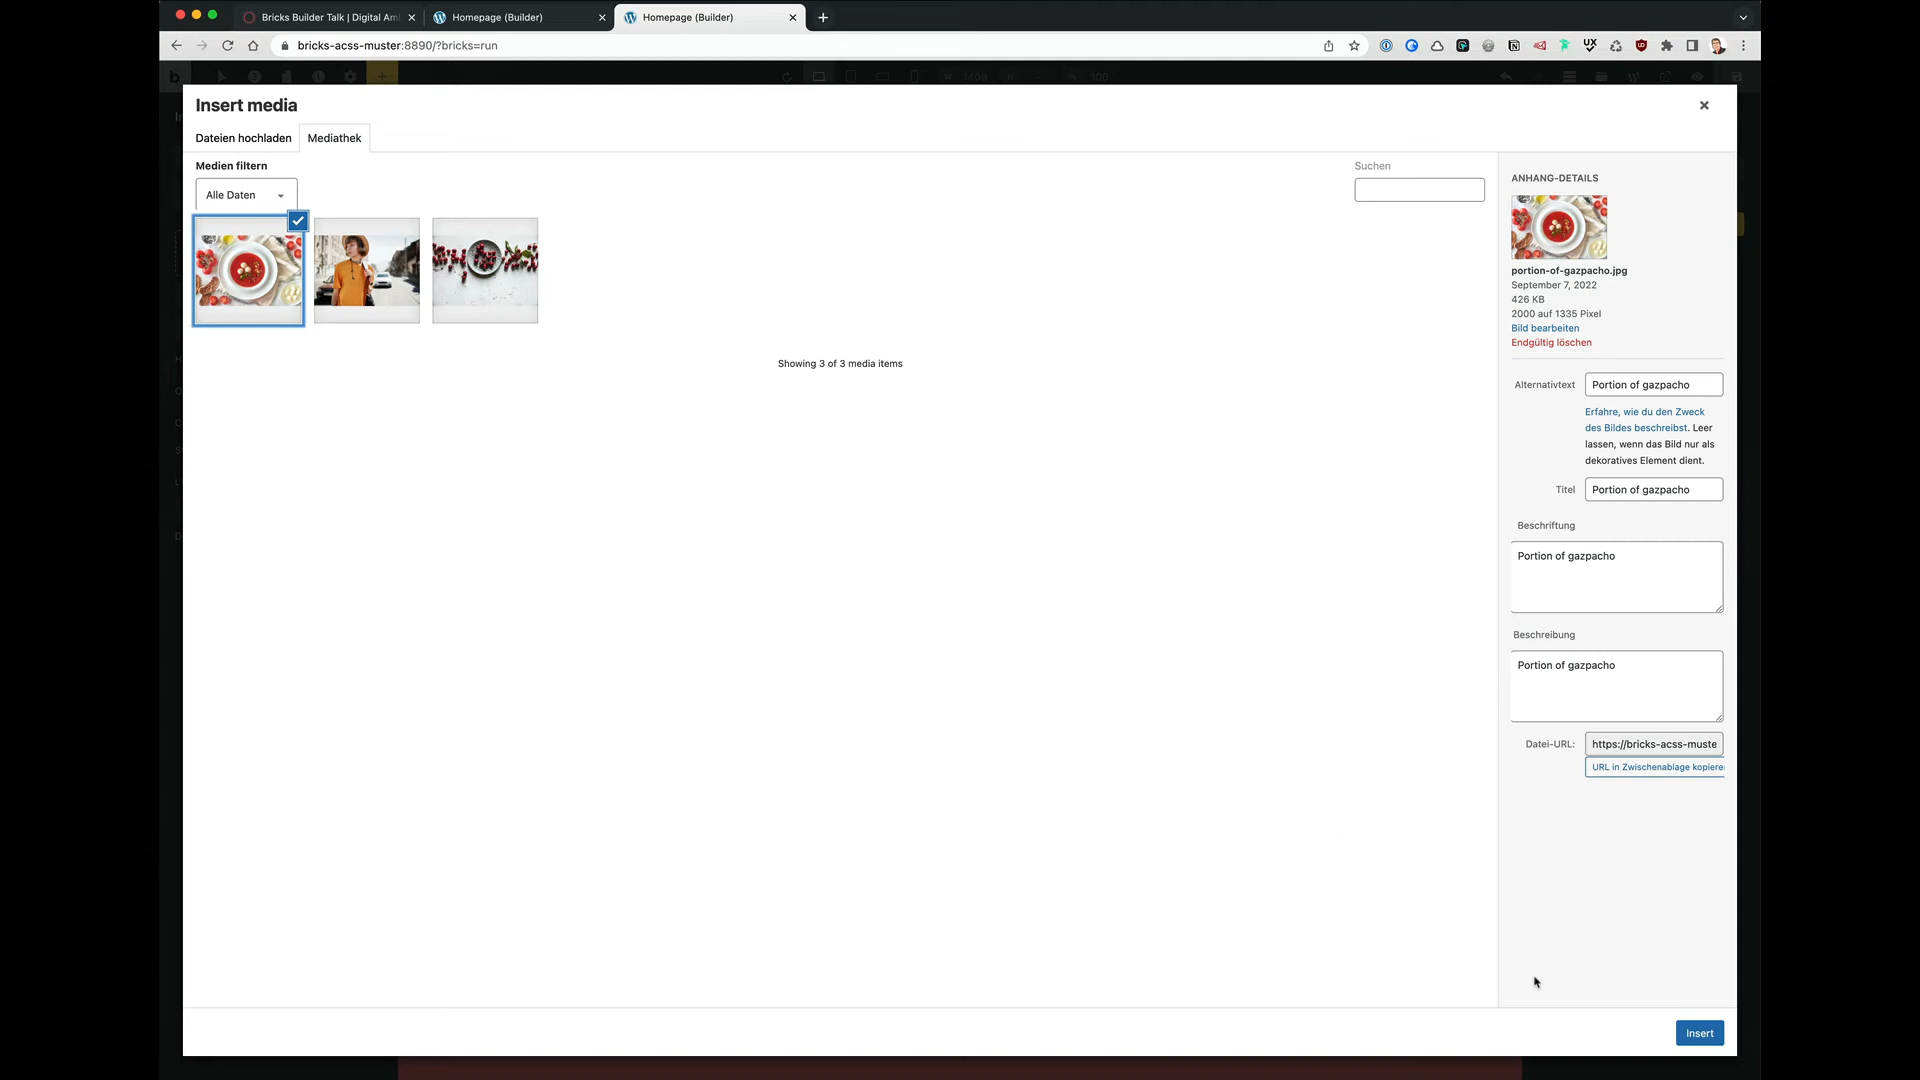 Bricks Builder Talk | Digital Aml
Homepage (Builder)
Homepage (Builder)
bricks-acss-muster:8890/?bricks=run
W 1409
100
Insert media
Dateien hochladen
Mediathek
Medien filtern
Suchen
Alle Daten
Showing 3 of 3 media items
ANHANG-DETAILS
portion-of-gazpacho.jpg
September 7, 2022
426 KB
2000 auf 1335 Pixel
Bild bearbeiten
Endgültig löschen
Alternativtext
Portion of gazpacho
Erfahre, wie du den Zweck
des Bildes beschreibst. Leer
lassen, wenn das Bild nur als
dekoratives Element dient.
Titel
Portion of gazpacho
Beschriftung
Portion of gazpacho
Beschreibung
Portion of gazpacho
Datei-URL:
https://bricks-acss-muste
URL in Zwischenablage kopieren
Insert